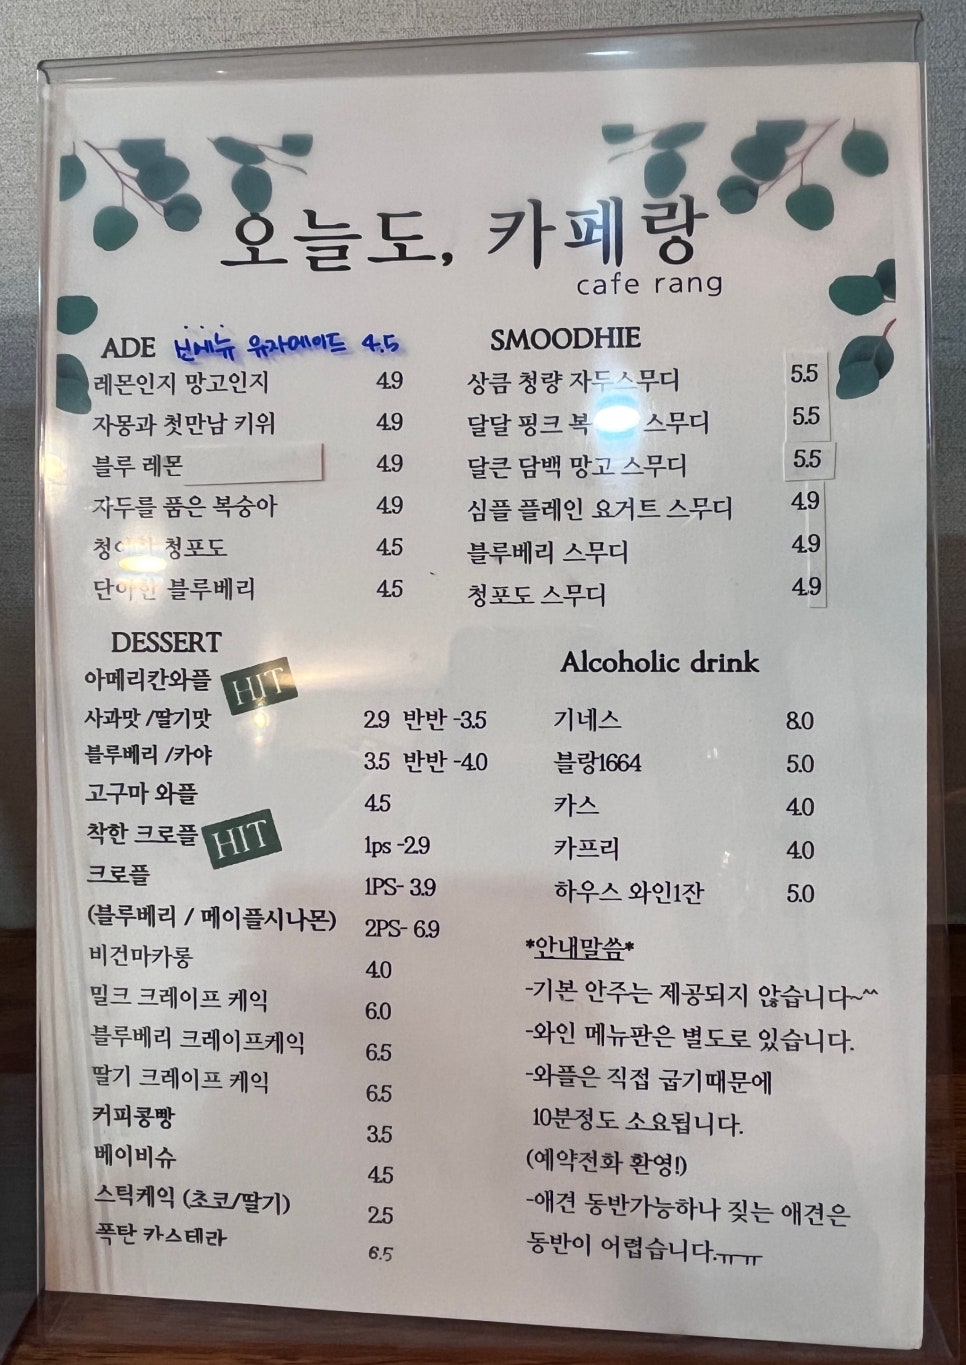 오늘도, 카페랑
cafe rang
ADE 신메뉴 유자에이드 4.5
레몬인지 망고인지 4.9
자몽과 첫만남 키위 4.9
블루 레몬 4.9
자두를 품은 복숭아 4.9
청포도 4.5
단아한 블루베리 4.5
SMOODHIE
상큼 청량 자두스무디 5.5
달달 핑크 스무디 5.5
달큰 담백 망고 스무디 5.5
심플 플레인 요거트 스무디 4.9
블루베리 스무디 4.9
청포도 스무디 4.9
DESSERT
아메리칸와플 HIT
사과맛 /딸기맛 2.9 반반 -3.5
블루베리 /카야 3.5 반반 -4.0
고구마 와플 4.5
착한 크로플 HIT 1ps -2.9
크로플 1PS- 3.9
(블루베리 / 메이플시나몬) 2PS- 6.9
비건마카롱 4.0
밀크 크레이프 케익 6.0
블루베리 크레이프케익 6.5
딸기 크레이프 케익 6.5
커피콩빵 3.5
베이비슈 4.5
스틱케익 (초코/딸기) 2.5
폭탄 카스테라 6.5
Alcoholic drink
기네스 8.0
블랑1664 5.0
카스 4.0
카프리 4.0
하우스 와인1잔 5.0
*안내말씀*
-기본 안주는 제공되지 않습니다~^^
-와인 메뉴판은 별도로 있습니다.
-와플은 직접 굽기때문에
10분정도 소요됩니다.
(예약전화 환영!)
-애견 동반가능하나 짖는 애견은
동반이 어렵습니다.ㅠㅠ